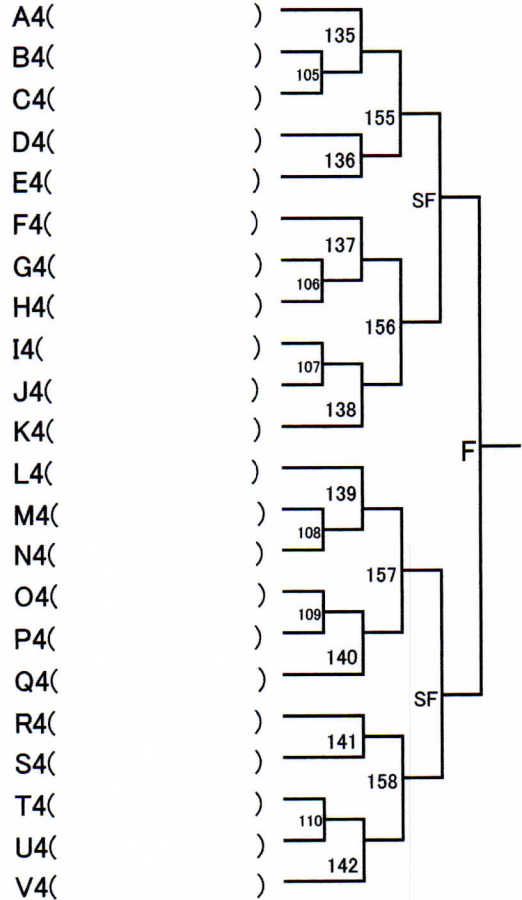 A4( )
135
B4( )
105
C4( )
155
D4( )
136
E4( )
SF
F4( )
137
G4( )
106
H4( )
156
I4( )
107
J4( )
138
K4( )
F
L4( )
139
M4( )
108
N4( )
157
O4( )
109
P4( )
140
Q4( )
SF
R4( )
141
S4( )
158
T4( )
110
U4( )
142
V4( )